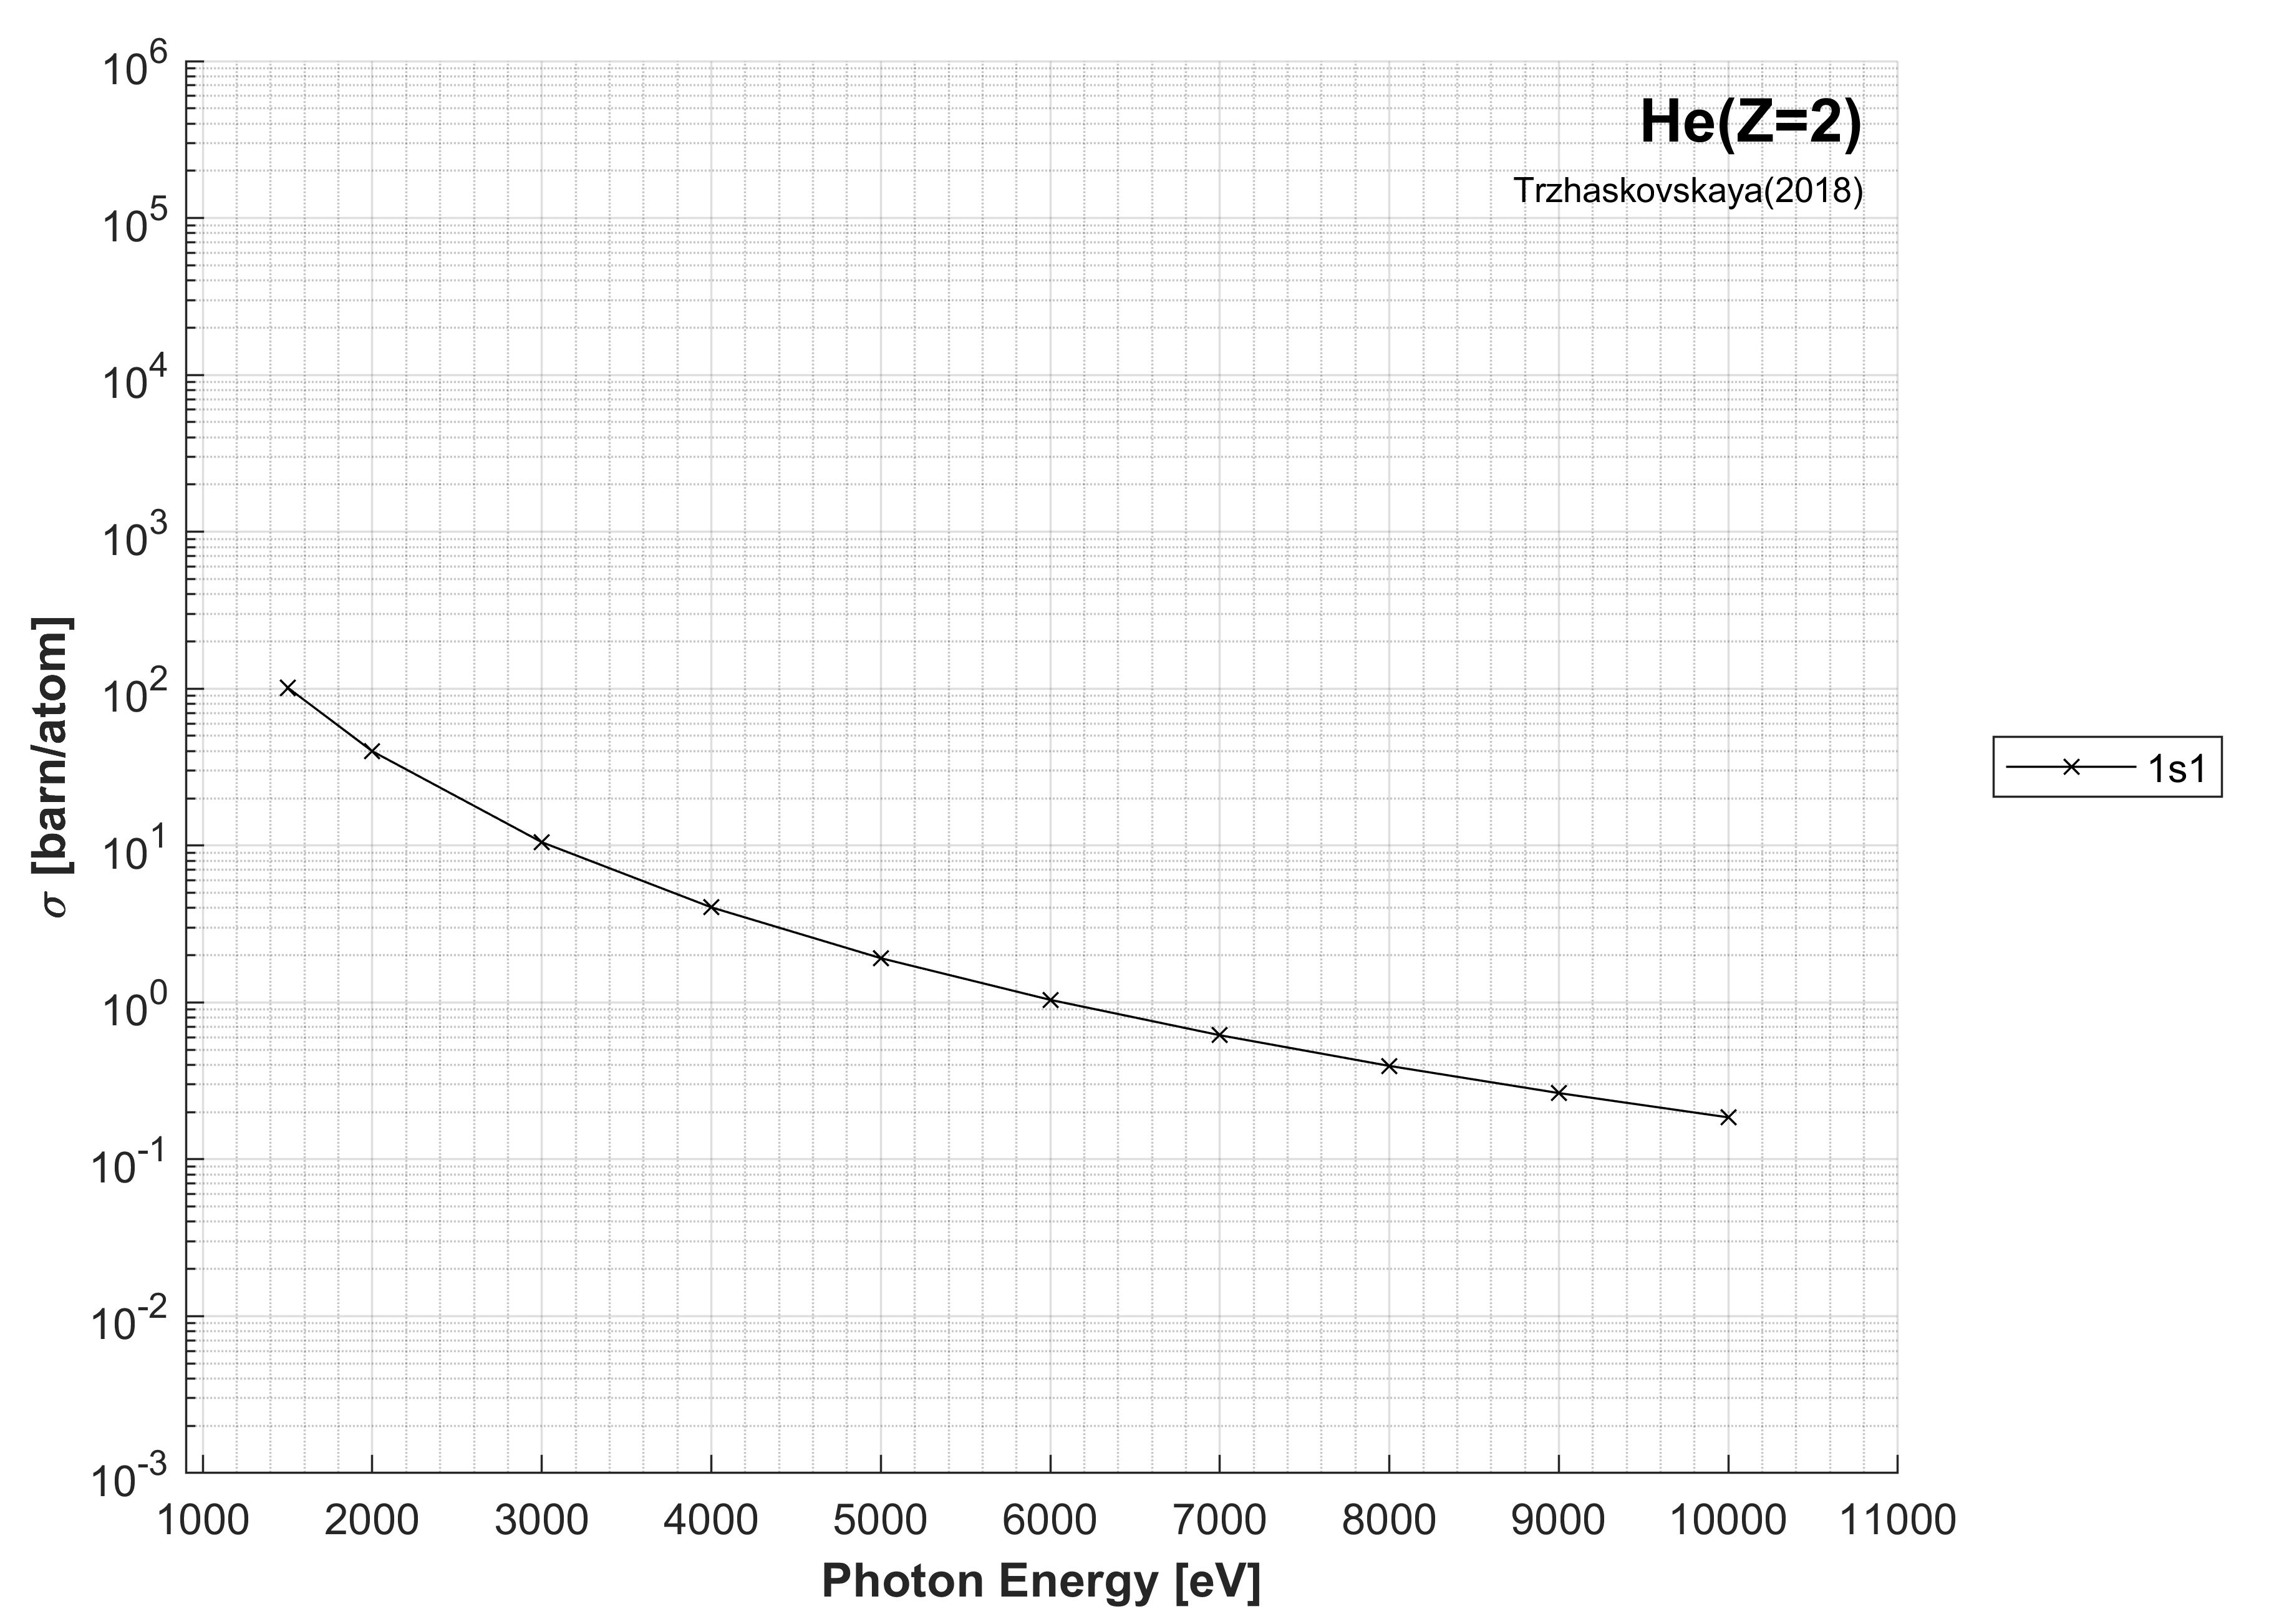 He(Z=2)
Trzhaskovskaya(2018)
σ [barn/atom]
10^6
10^5
10^4
10^3
10^2
10^1
10^0
10^-1
10^-2
10^-3
1000 2000 3000 4000 5000 6000 7000 8000 9000 10000 11000
Photon Energy [eV]
1s1